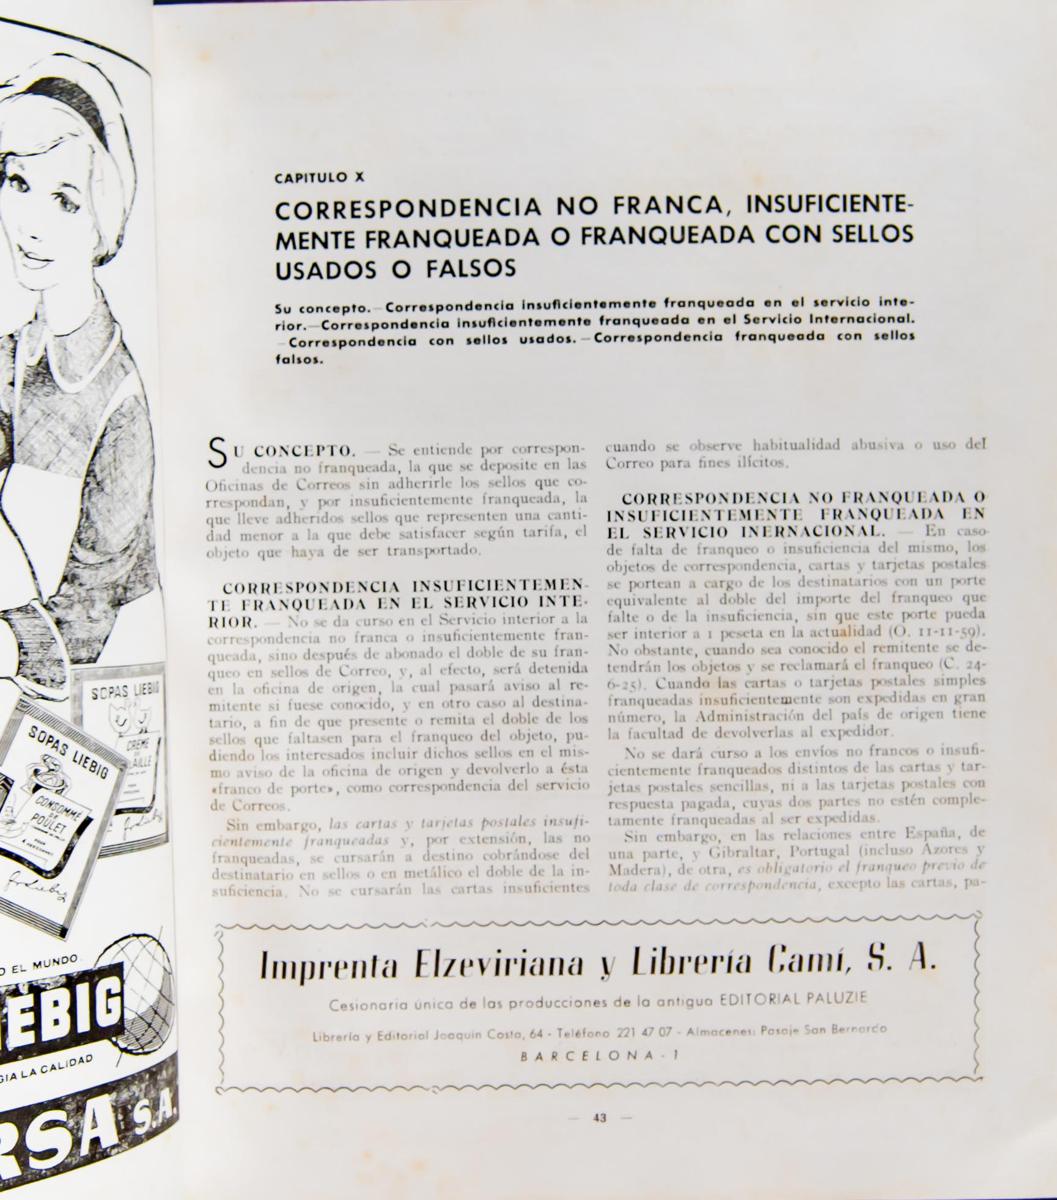 CAPITULO X
CORRESPONDENCIA NO FRANCA, INSUFICIENTE-
MENTE FRANQUEADA O FRANQUEADA CON SELLOS
USADOS O FALSOS
Su concepto. — Correspondencia insuficientemente franqueada en el servicio inte-
rior. — Correspondencia insuficientemente franqueada en el Servicio Internacional.
— Correspondencia con sellos usados. — Correspondencia franqueada con sellos
falsos.
SU CONCEPTO. — Se entiende por correspon-
dencia no franqueada, la que se deposite en las
Oficinas de Correos sin adherirle los sellos que co-
rrespondan, y por insuficientemente franqueada, la
que lleve adheridos sellos que representen una canti-
dad menor a la que debe satisfacer según tarifa, el
objeto que haya de ser transportado.
CORRESPONDENCIA INSUFICIENTEMEN-
TE FRANQUEADA EN EL SERVICIO INTE-
RIOR. — No se da curso en el Servicio interior a la
correspondencia no franca o insuficientemente fran-
queada, sino después de abonado el doble de su fran-
queo en sellos de Correo, y, al efecto, será detenida
en la oficina de origen, la cual pasará aviso al re-
mitente si fuese conocido, y en otro caso al destina-
tario, a fin de que presente o remita el doble de los
sellos que faltasen para el franqueo del objeto, pu-
diendo los interesados incluir dichos sellos en el mis-
mo aviso de la oficina de origen y devolverlo a ésta
«franco de porte», como correspondencia del servicio
de Correos.
Sin embargo, las cartas y tarjetas postales insufi-
cientemente franqueadas y, por extensión, las no
franqueadas, se cursarán a destino cobrándose del
destinatario en sellos o en metálico el doble de la in-
suficiencia. No se cursarán las cartas insuficientes
cuando se observe habitualidad abusiva o uso del
Correo para fines ilícitos.
CORRESPONDENCIA NO FRANQUEADA O
INSUFICIENTEMENTE FRANQUEADA EN
EL SERVICIO INERNACIONAL. — En caso
de falta de franqueo o insuficiencia del mismo, los
objetos de correspondencia, cartas y tarjetas postales
se portean a cargo de los destinatarios con un porte
equivalente al doble del importe del franqueo que
falte o de la insuficiencia, sin que este porte pueda
ser interior a 1 peseta en la actualidad (O. 11-11-59).
No obstante, cuando sea conocido el remitente se de-
tendrán los objetos y se reclamará el franqueo (C. 24-
6-25). Cuando las cartas o tarjetas postales simples
franqueadas insuficientemente son expedidas en gran
número, la Administración del país de origen tiene
la facultad de devolverlas al expedidor.
No se dará curso a los envíos no francos o insufi-
cientemente franqueados distintos de las cartas y tar-
jetas postales sencillas, ni a las tarjetas postales con
respuesta pagada, cuyas dos partes no estén comple-
tamente franqueadas al ser expedidas.
Sin embargo, en las relaciones entre España, de
una parte, y Gibraltar, Portugal (incluso Azores y
Madera), de otra, es obligatorio el franqueo previo de
toda clase de correspondencia, excepto las cartas, pa-
Imprenta Elzeviriana y Librería Camí, S. A.
Cesionaria única de las producciones de la antigua EDITORIAL PALUZIE
Librería y Editorial Joaquín Costa, 64 - Teléfono 221 47 07 - Almacenes: Pasaje San Bernardo
BARCELONA - 1
— 43 —
SOPAS LIEBIG
CREME
SOPAS LIEBIG
CONSOMMÉ
DE
POULET
O EL MUNDO
IEBIG
GIA LA CALIDAD
RSA S.A.